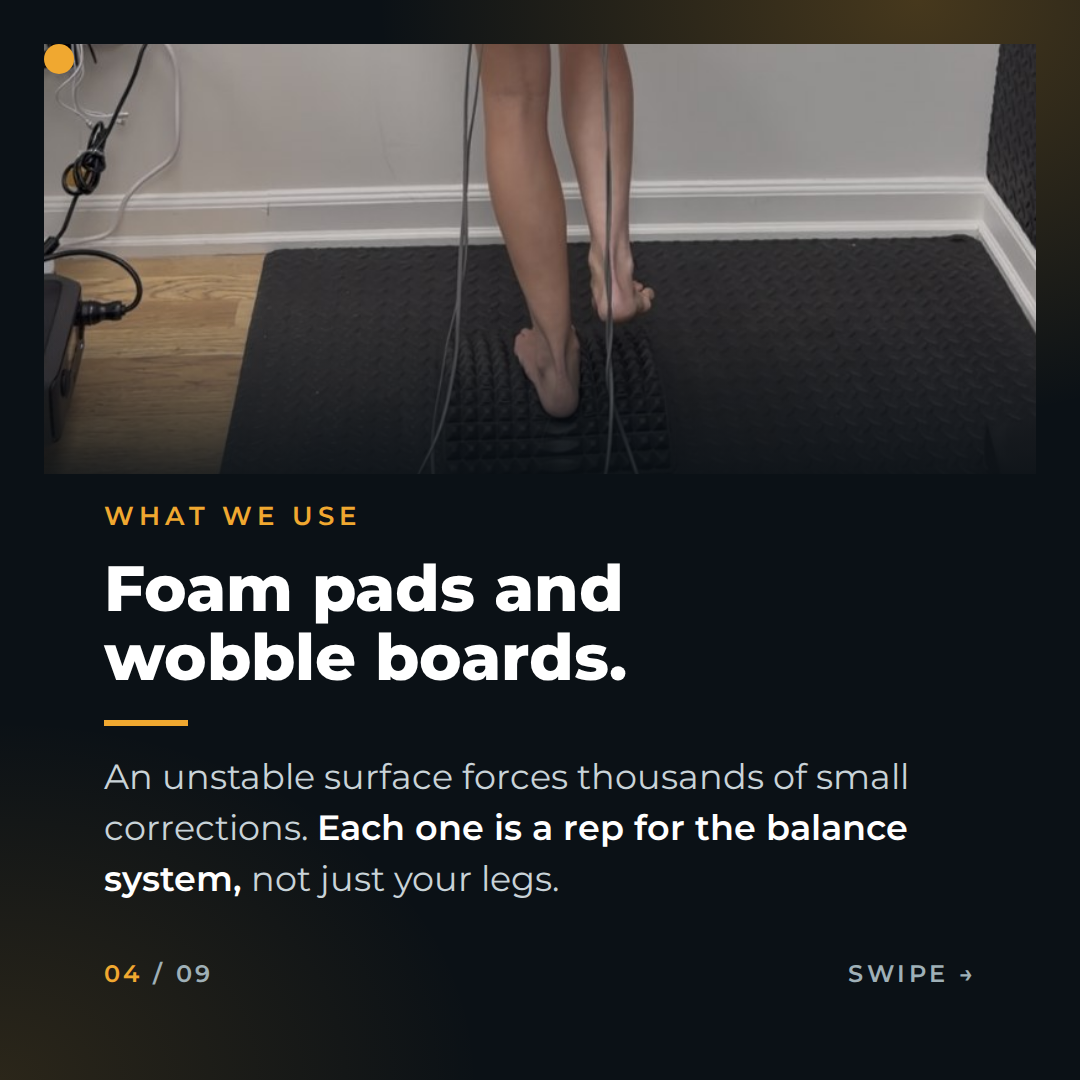 WHAT WE USE
Foam pads and
wobble boards.
An unstable surface forces thousands of small
corrections. Each one is a rep for the balance
system, not just your legs.
04 / 09
SWIPE →